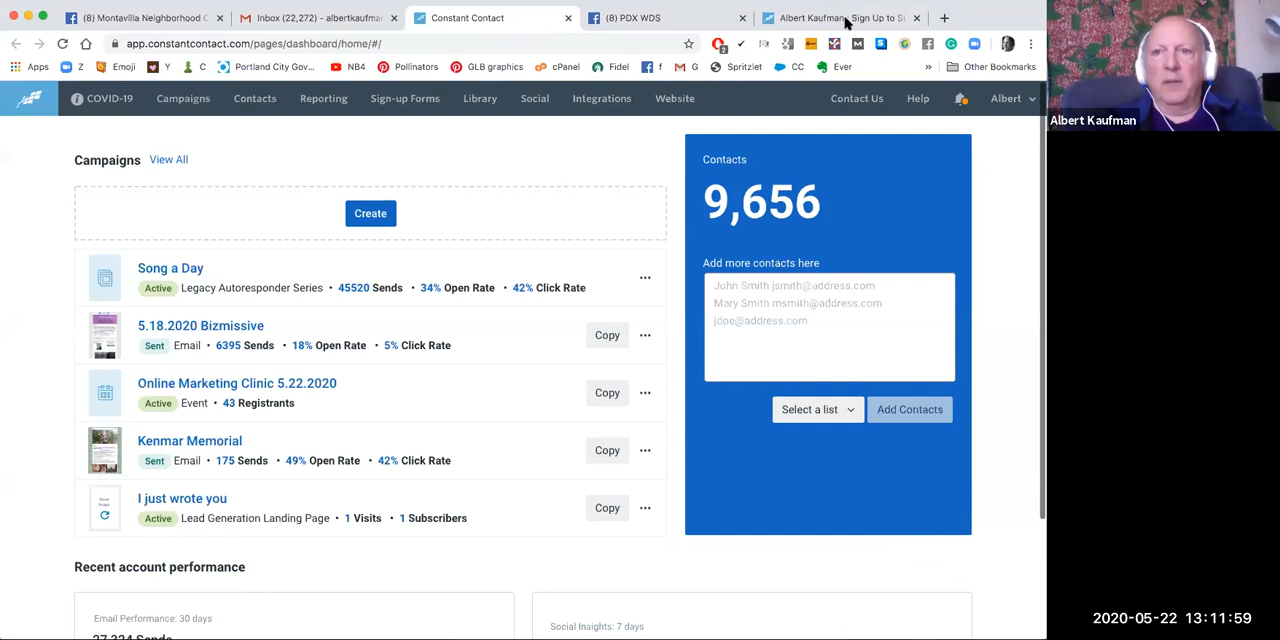 (8) Montavilla Neighborhood C
Inbox (22,272) - albertkaufman
Constant Contact
(8) PDX WDS
Albert Kaufman: Sign Up to S
app.constantcontact.com/pages/dashboard/home/#/
2
Apps Z Emoji Y C Portland City Gov... NB4 Pollinators GLB graphics cPanel Fidel f G Spritzlet CC Ever » Other Bookmarks
COVID-19 Campaigns Contacts Reporting Sign-up Forms Library Social Integrations Website Contact Us Help Albert
Albert Kaufman
Campaigns View All
Create
Song a Day
Active Legacy Autoresponder Series • 45520 Sends • 34% Open Rate • 42% Click Rate
5.18.2020 Bizmissive
Sent Email • 6395 Sends • 18% Open Rate • 5% Click Rate
Copy
Online Marketing Clinic 5.22.2020
Active Event • 43 Registrants
Copy
Kenmar Memorial
Sent Email • 175 Sends • 49% Open Rate • 42% Click Rate
Copy
I just wrote you
Active Lead Generation Landing Page • 1 Visits • 1 Subscribers
Copy
Contacts
9,656
Add more contacts here
John Smith jsmith@address.com
Mary Smith msmith@address.com
jdoe@address.com
Select a list
Add Contacts
Recent account performance
Email Performance: 30 days
27,324 Sends
Social Insights: 7 days
2020-05-22 13:11:59